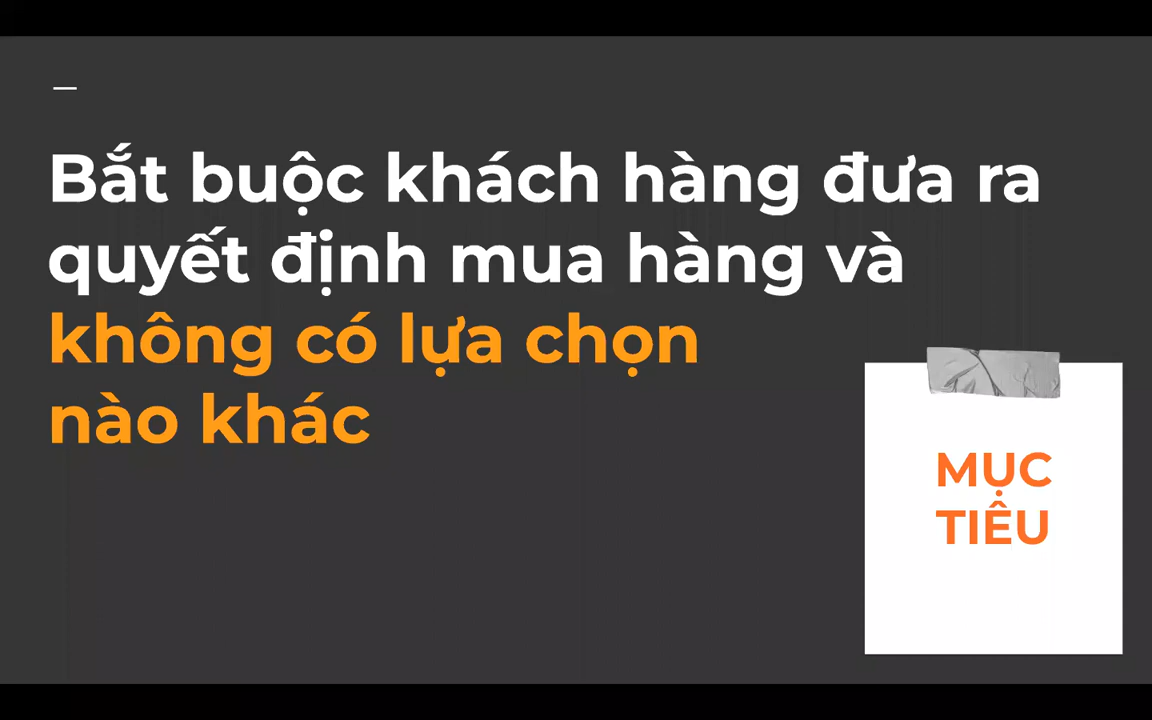 Bắt buộc khách hàng đưa ra
quyết định mua hàng và
không có lựa chọn
nào khác
MỤC
TIÊU